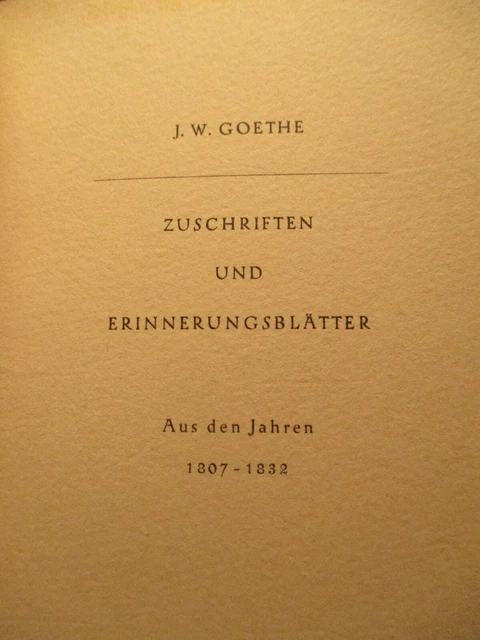 J. W. GOETHE
ZUSCHRIFTEN
UND
ERINNERUNGSBLÄTTER
Aus den Jahren
1807-1832